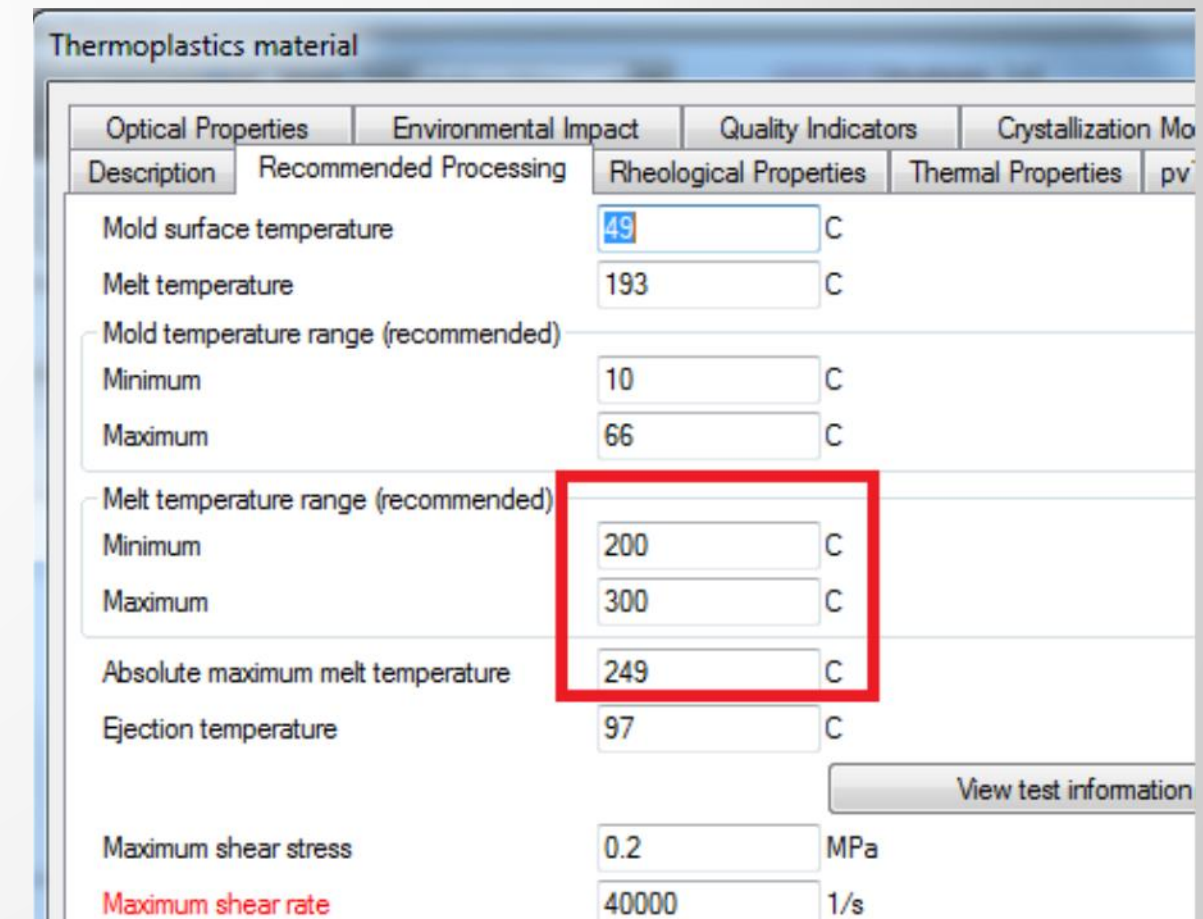 Thermoplastics material
Optical Properties Environmental Impact Quality Indicators Crystallization Mo
Description Recommended Processing Rheological Properties Thermal Properties pv
Mold surface temperature 49 C
Melt temperature 193 C
Mold temperature range (recommended)
Minimum 10 C
Maximum 66 C
Melt temperature range (recommended)
Minimum 200 C
Maximum 300 C
Absolute maximum melt temperature 249 C
Ejection temperature 97 C
View test information
Maximum shear stress 0.2 MPa
Maximum shear rate 40000 1/s